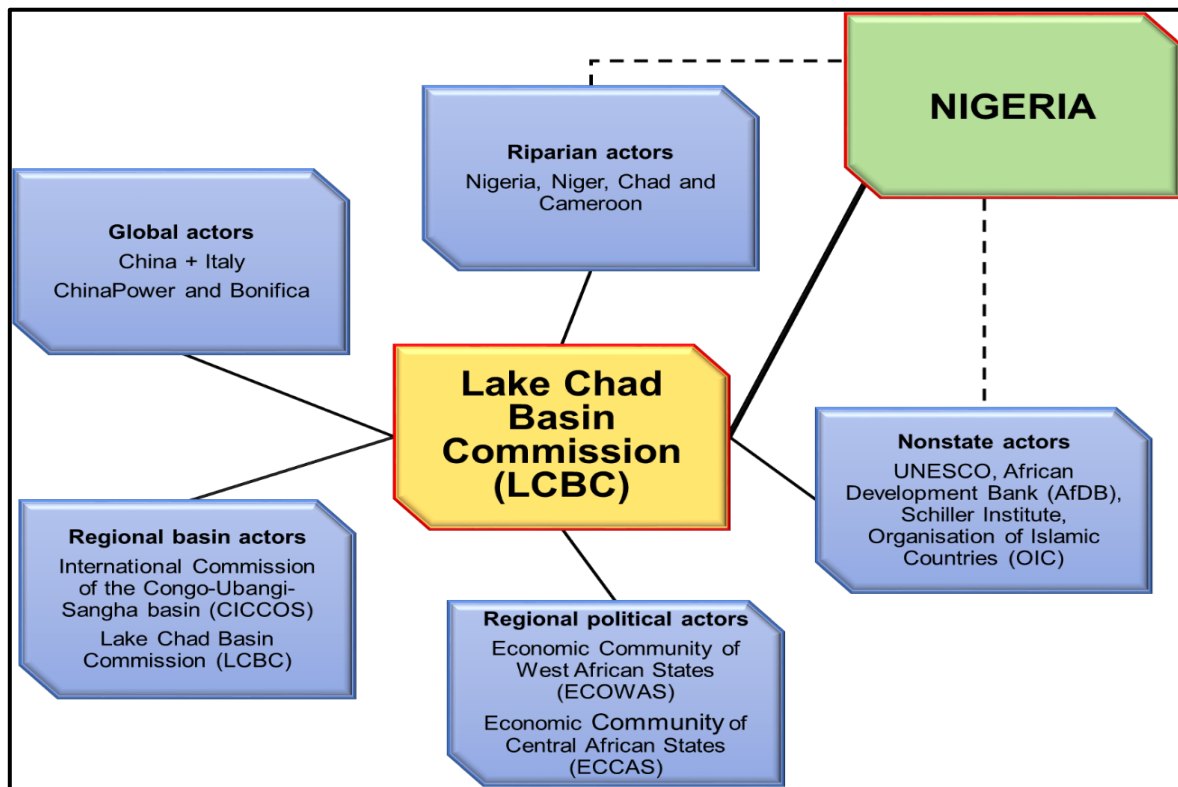 NIGERIA
Riparian actors
Nigeria, Niger, Chad and
Cameroon
Global actors
China + Italy
ChinaPower and Bonifica
Lake Chad
Basin
Commission
(LCBC)
Nonstate actors
UNESCO, African
Development Bank (AfDB),
Schiller Institute,
Organisation of Islamic
Countries (OIC)
Regional basin actors
International Commission
of the Congo-Ubangi-
Sangha basin (CICCOS)
Lake Chad Basin
Commission (LCBC)
Regional political actors
Economic Community of
West African States
(ECOWAS)
Economic Community of
Central African States
(ECCAS)